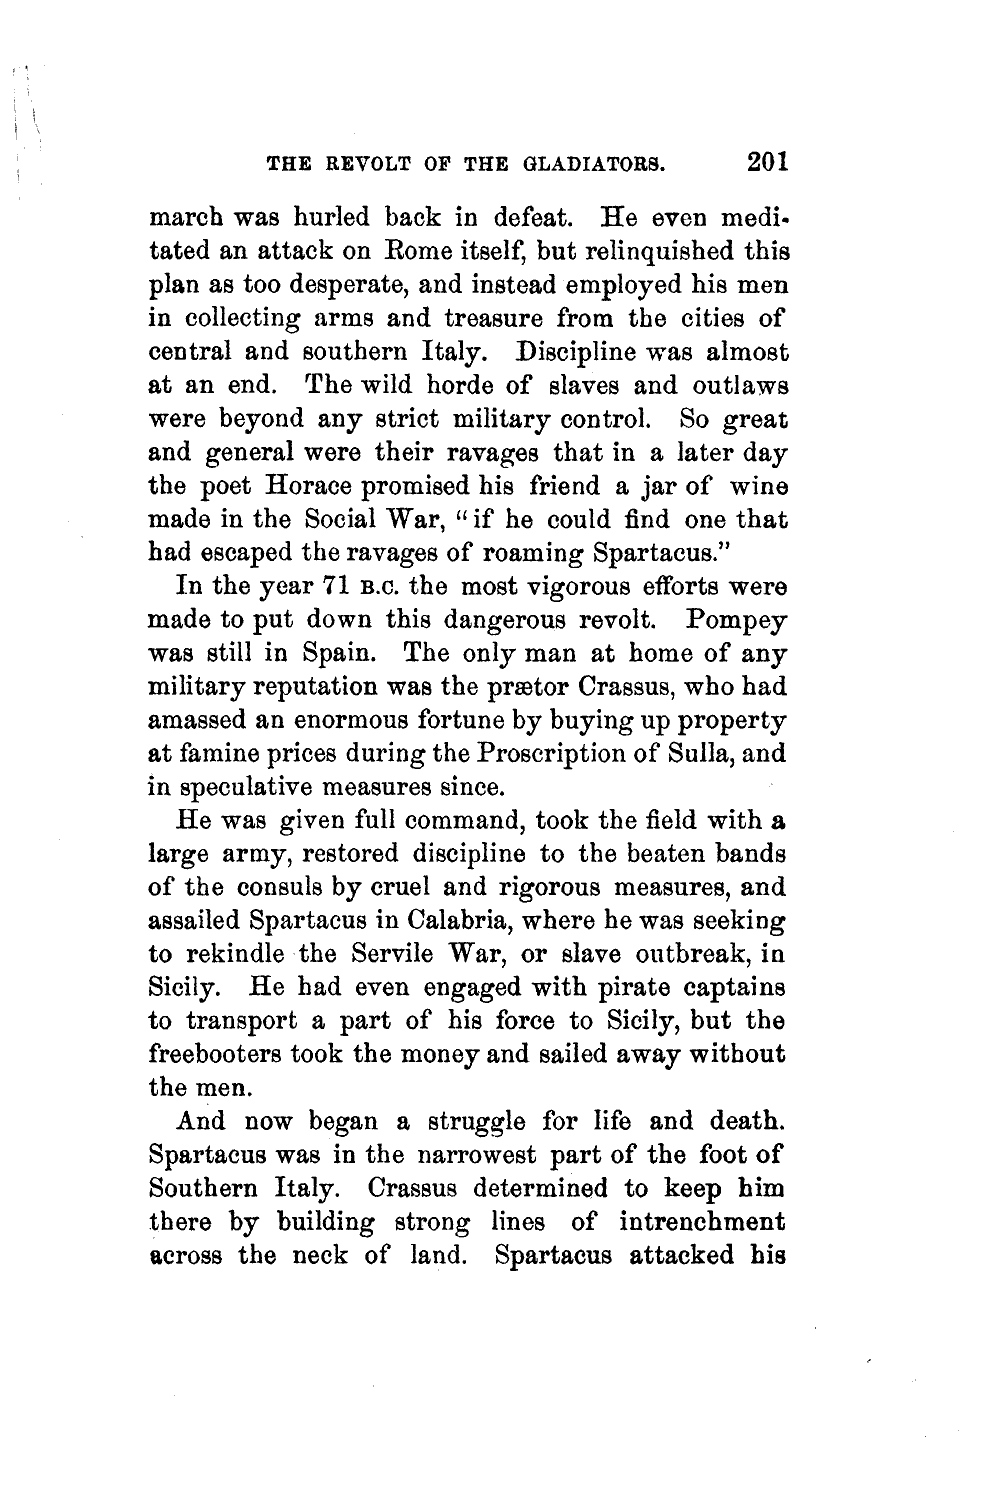 THE REVOLT OF THE GLADIATORS. 201
march was hurled back in defeat. He even medi-
tated an attack on Rome itself, but relinquished this
plan as too desperate, and instead employed his men
in collecting arms and treasure from the cities of
central and southern Italy. Discipline was almost
at an end. The wild horde of slaves and outlaws
were beyond any strict military control. So great
and general were their ravages that in a later day
the poet Horace promised his friend a jar of wine
made in the Social War, “if he could find one that
had escaped the ravages of roaming Spartacus.”
In the year 71 B.C. the most vigorous efforts were
made to put down this dangerous revolt. Pompey
was still in Spain. The only man at home of any
military reputation was the prætor Crassus, who had
amassed an enormous fortune by buying up property
at famine prices during the Proscription of Sulla, and
in speculative measures since.
He was given full command, took the field with a
large army, restored discipline to the beaten bands
of the consuls by cruel and rigorous measures, and
assailed Spartacus in Calabria, where he was seeking
to rekindle the Servile War, or slave outbreak, in
Sicily. He had even engaged with pirate captains
to transport a part of his force to Sicily, but the
freebooters took the money and sailed away without
the men.
And now began a struggle for life and death.
Spartacus was in the narrowest part of the foot of
Southern Italy. Crassus determined to keep him
there by building strong lines of intrenchment
across the neck of land. Spartacus attacked his